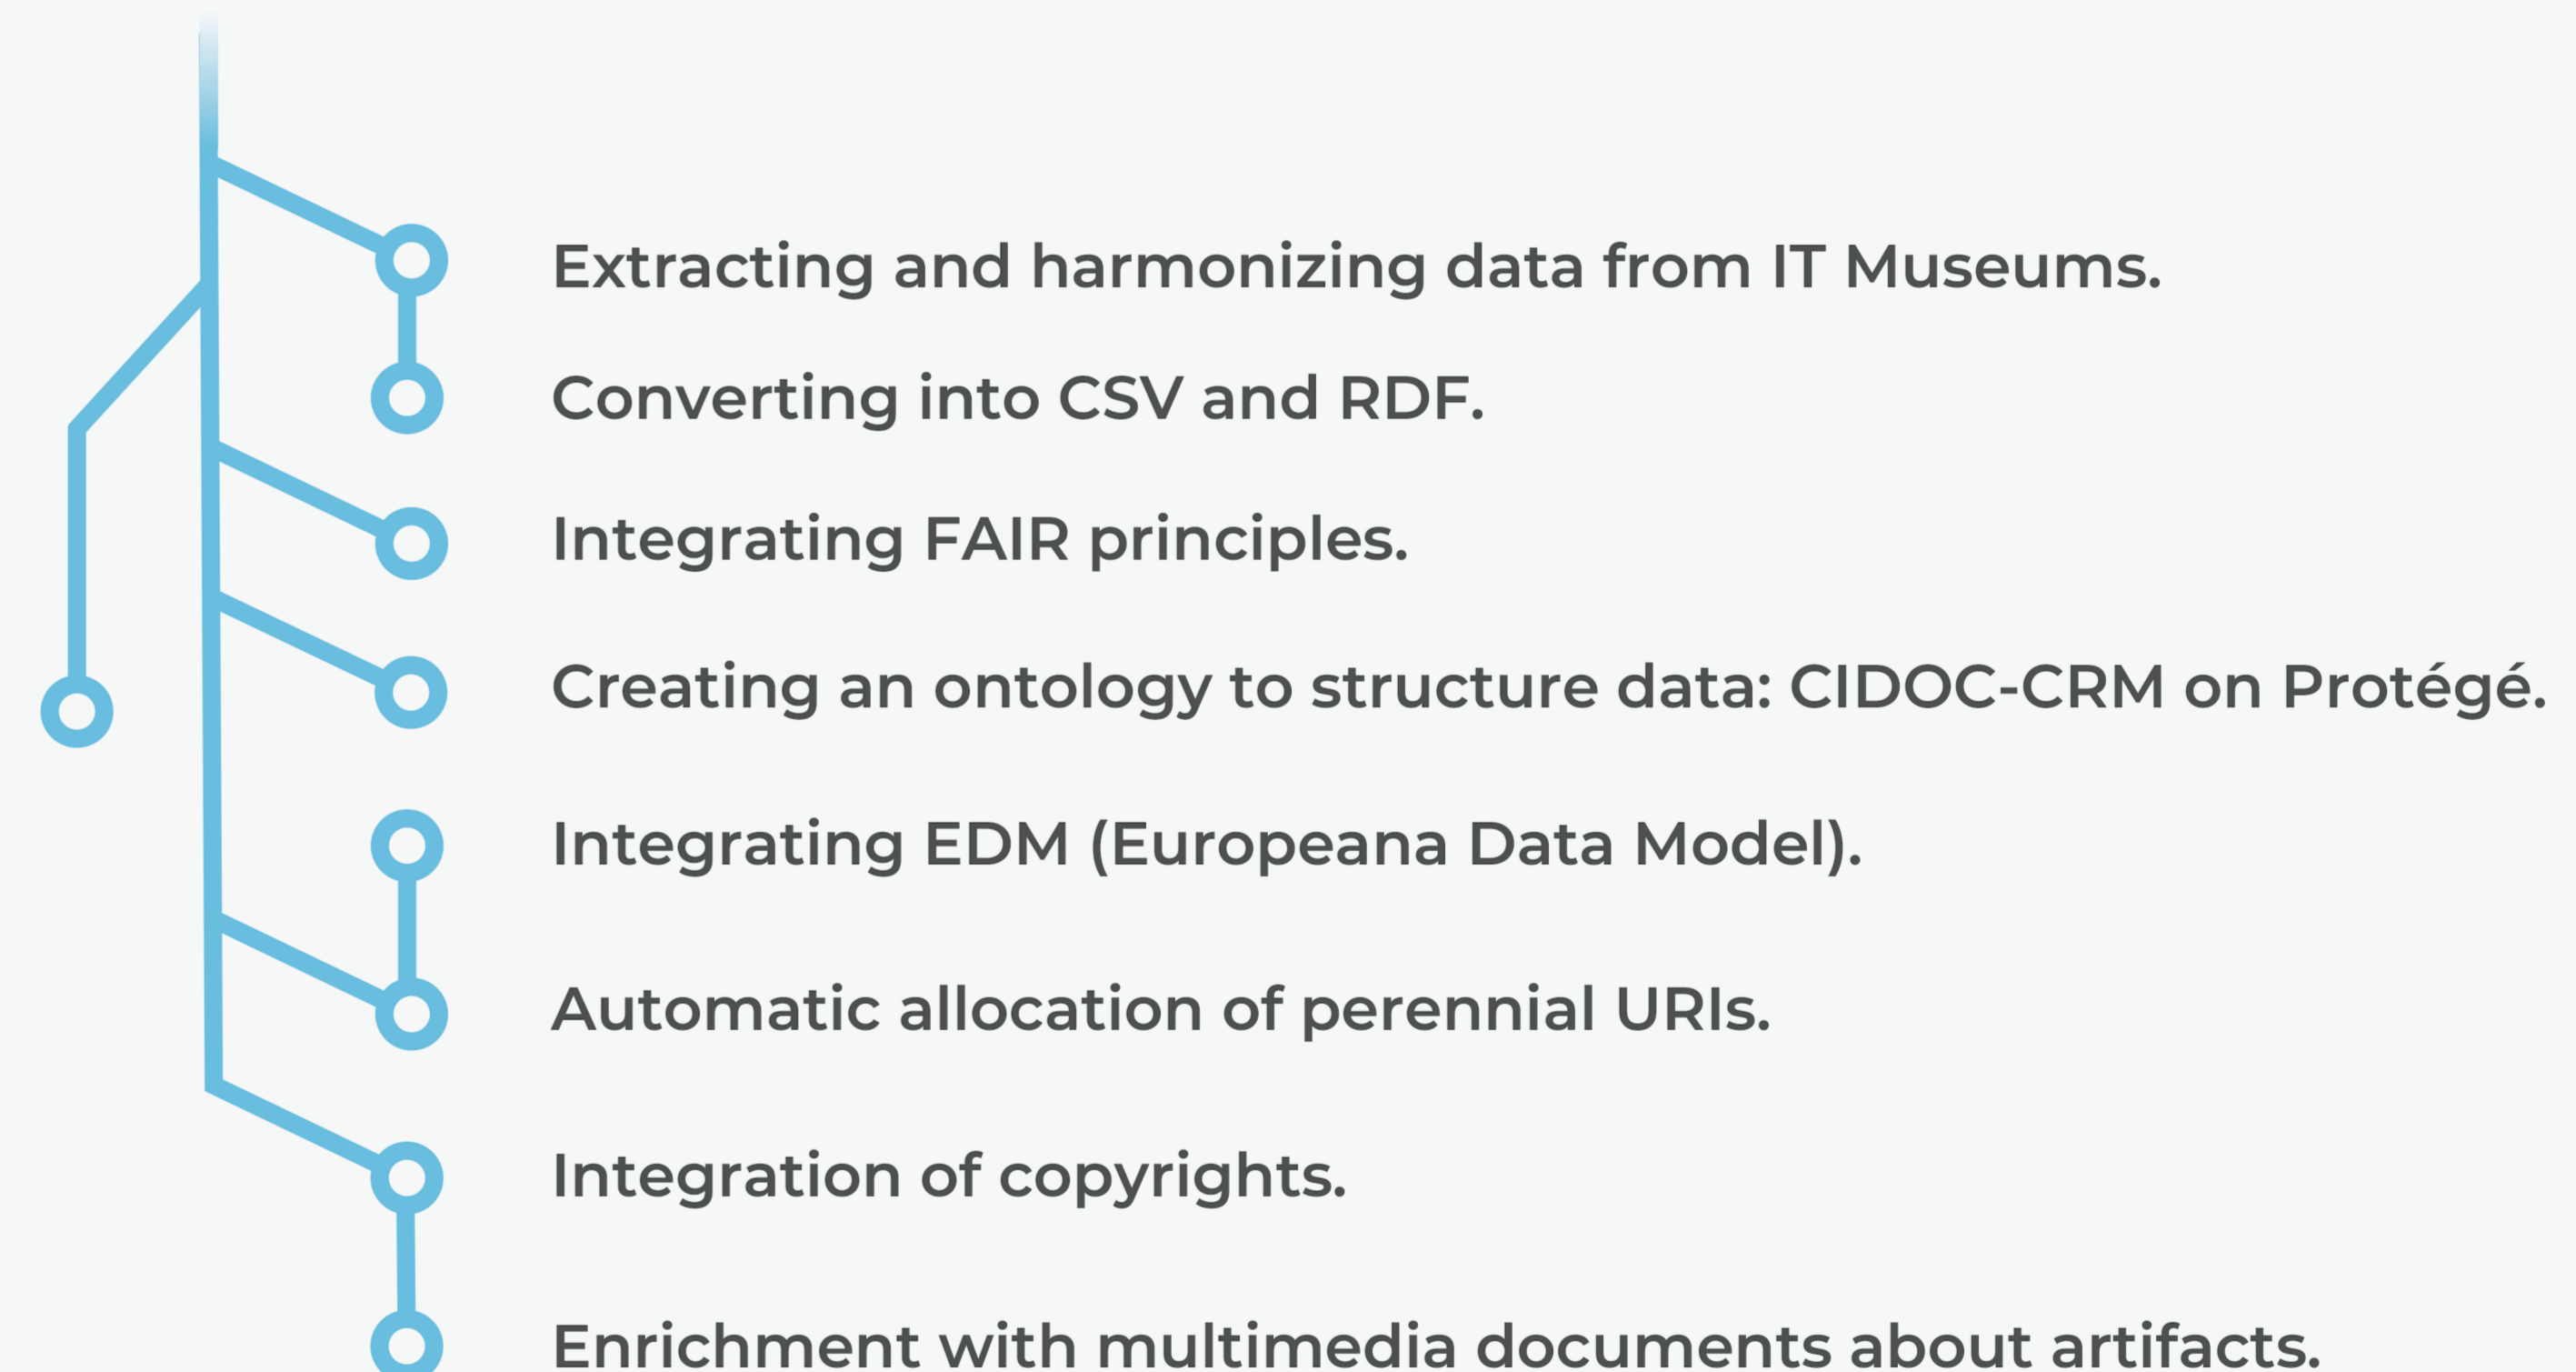 Extracting and harmonizing data from IT Museums.
Converting into CSV and RDF.
Integrating FAIR principles.
Creating an ontology to structure data: CIDOC-CRM on Protégé.
Integrating EDM (Europeana Data Model).
Automatic allocation of perennial URIs.
Integration of copyrights.
Enrichment with multimedia documents about artifacts.